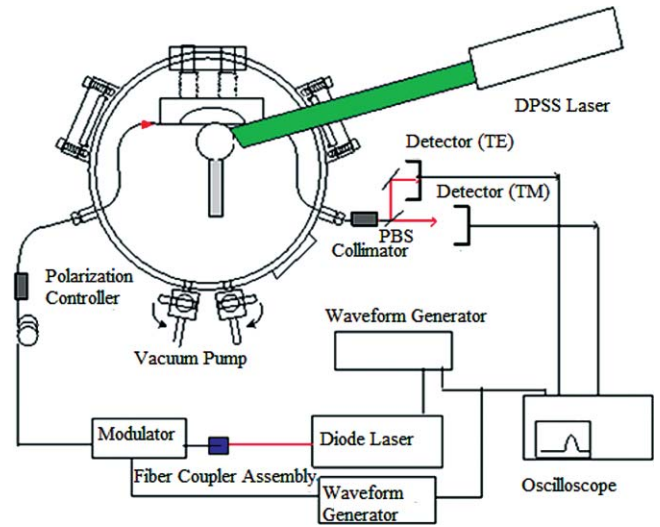 DPSS Laser
Detector (TE)
Detector (TM)
PBS
Collimator
Polarization
Controller
Vacuum Pump
Waveform Generator
Modulator
Diode Laser
Fiber Coupler Assembly
Waveform
Generator
Oscilloscope